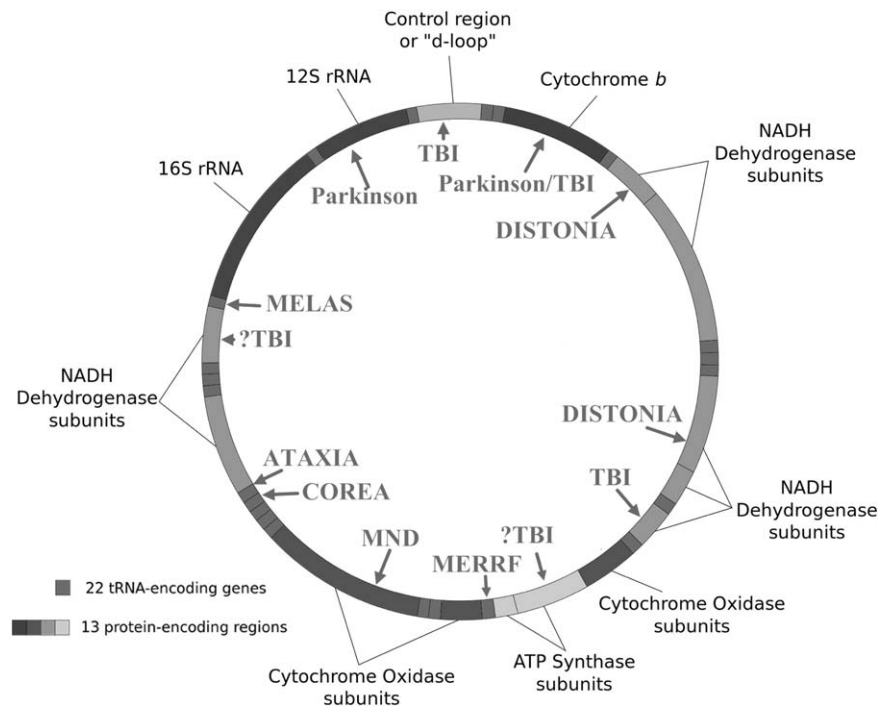 Control region
or "d-loop"
12S rRNA
Cytochrome b
TBI
NADH
Dehydrogenase
subunits
16S rRNA
Parkinson
Parkinson/TBI
DISTONIA
MELAS
?TBI
NADH
Dehydrogenase
subunits
DISTONIA
ATAXIA
COREA
TBI
NADH
Dehydrogenase
subunits
MND
?TBI
MERRF
22 tRNA-encoding genes
13 protein-encoding regions
Cytochrome Oxidase
subunits
ATP Synthase
subunits
Cytochrome Oxidase
subunits